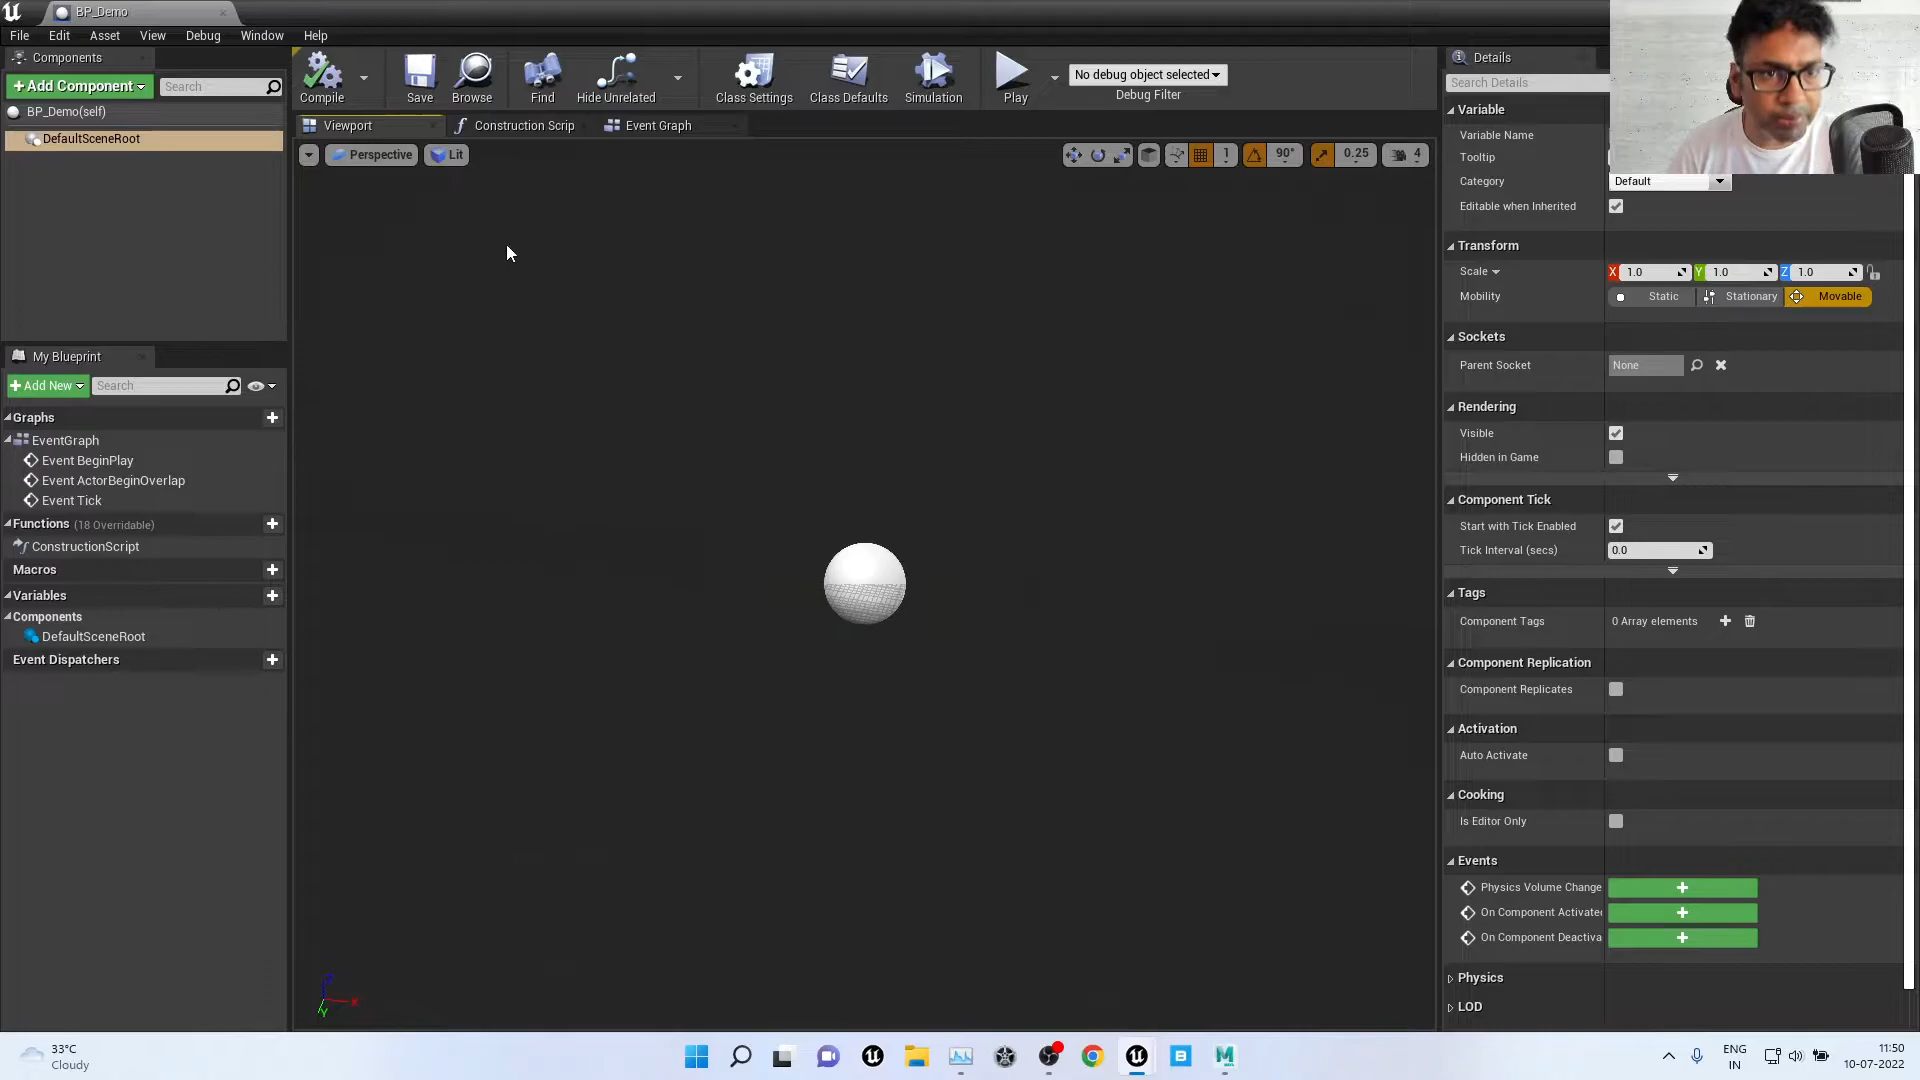 BP_Demo
File Edit Asset View Debug Window Help
Components
Add Component
Search
BP_Demo(self)
DefaultSceneRoot
Compile
Save
Browse
Find
Hide Unrelated
Class Settings
Class Defaults
Simulation
Play
No debug object selected
Debug Filter
Viewport
Construction Scrip
Event Graph
Perspective
Lit
1
90°
0.25
4
My Blueprint
Add New
Search
Graphs
EventGraph
Event BeginPlay
Event ActorBeginOverlap
Event Tick
Functions (18 Overridable)
ConstructionScript
Macros
Variables
Components
DefaultSceneRoot
Event Dispatchers
Z
X
Y
Details
Search Details
Variable
Variable Name
Tooltip
Category Default
Editable when Inherited
Transform
Scale X 1.0 Y 1.0 Z 1.0
Mobility Static Stationary Movable
Sockets
Parent Socket None
Rendering
Visible
Hidden in Game
Component Tick
Start with Tick Enabled
Tick Interval (secs) 0.0
Tags
Component Tags 0 Array elements
Component Replication
Component Replicates
Activation
Auto Activate
Cooking
Is Editor Only
Events
Physics Volume Change
On Component Activate
On Component Deactiva
Physics
LOD
33°C
Cloudy
ENG
IN
11:50
10-07-2022